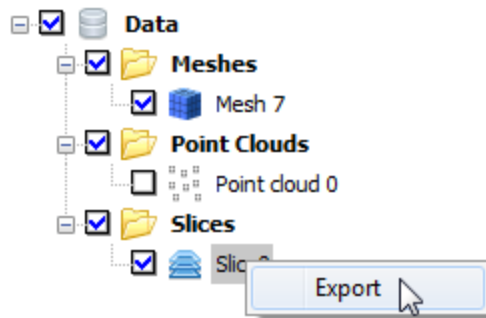 Data
Meshes
Mesh 7
Point Clouds
Point cloud 0
Slices
Export